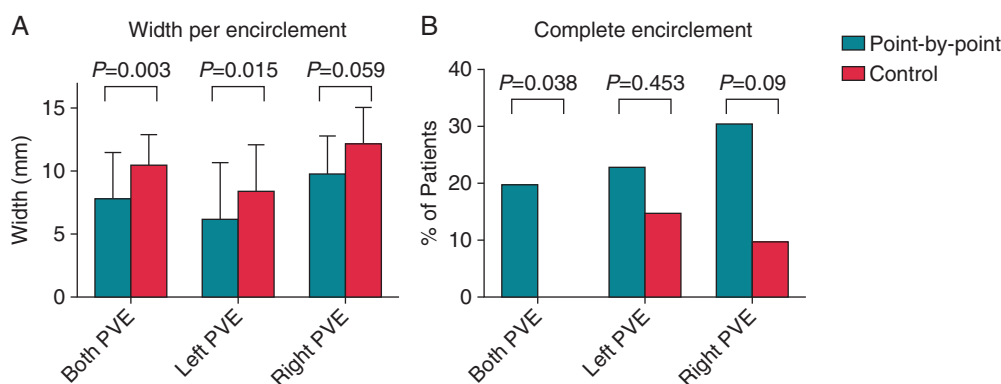 A
Width per encirclement
P=0.003
P=0.015
P=0.059
Width (mm)
15
10
5
0
Both PVE
Left PVE
Right PVE
B
Complete encirclement
P=0.038
P=0.453
P=0.09
% of Patients
40
30
20
10
0
Both PVE
Left PVE
Right PVE
Point-by-point
Control